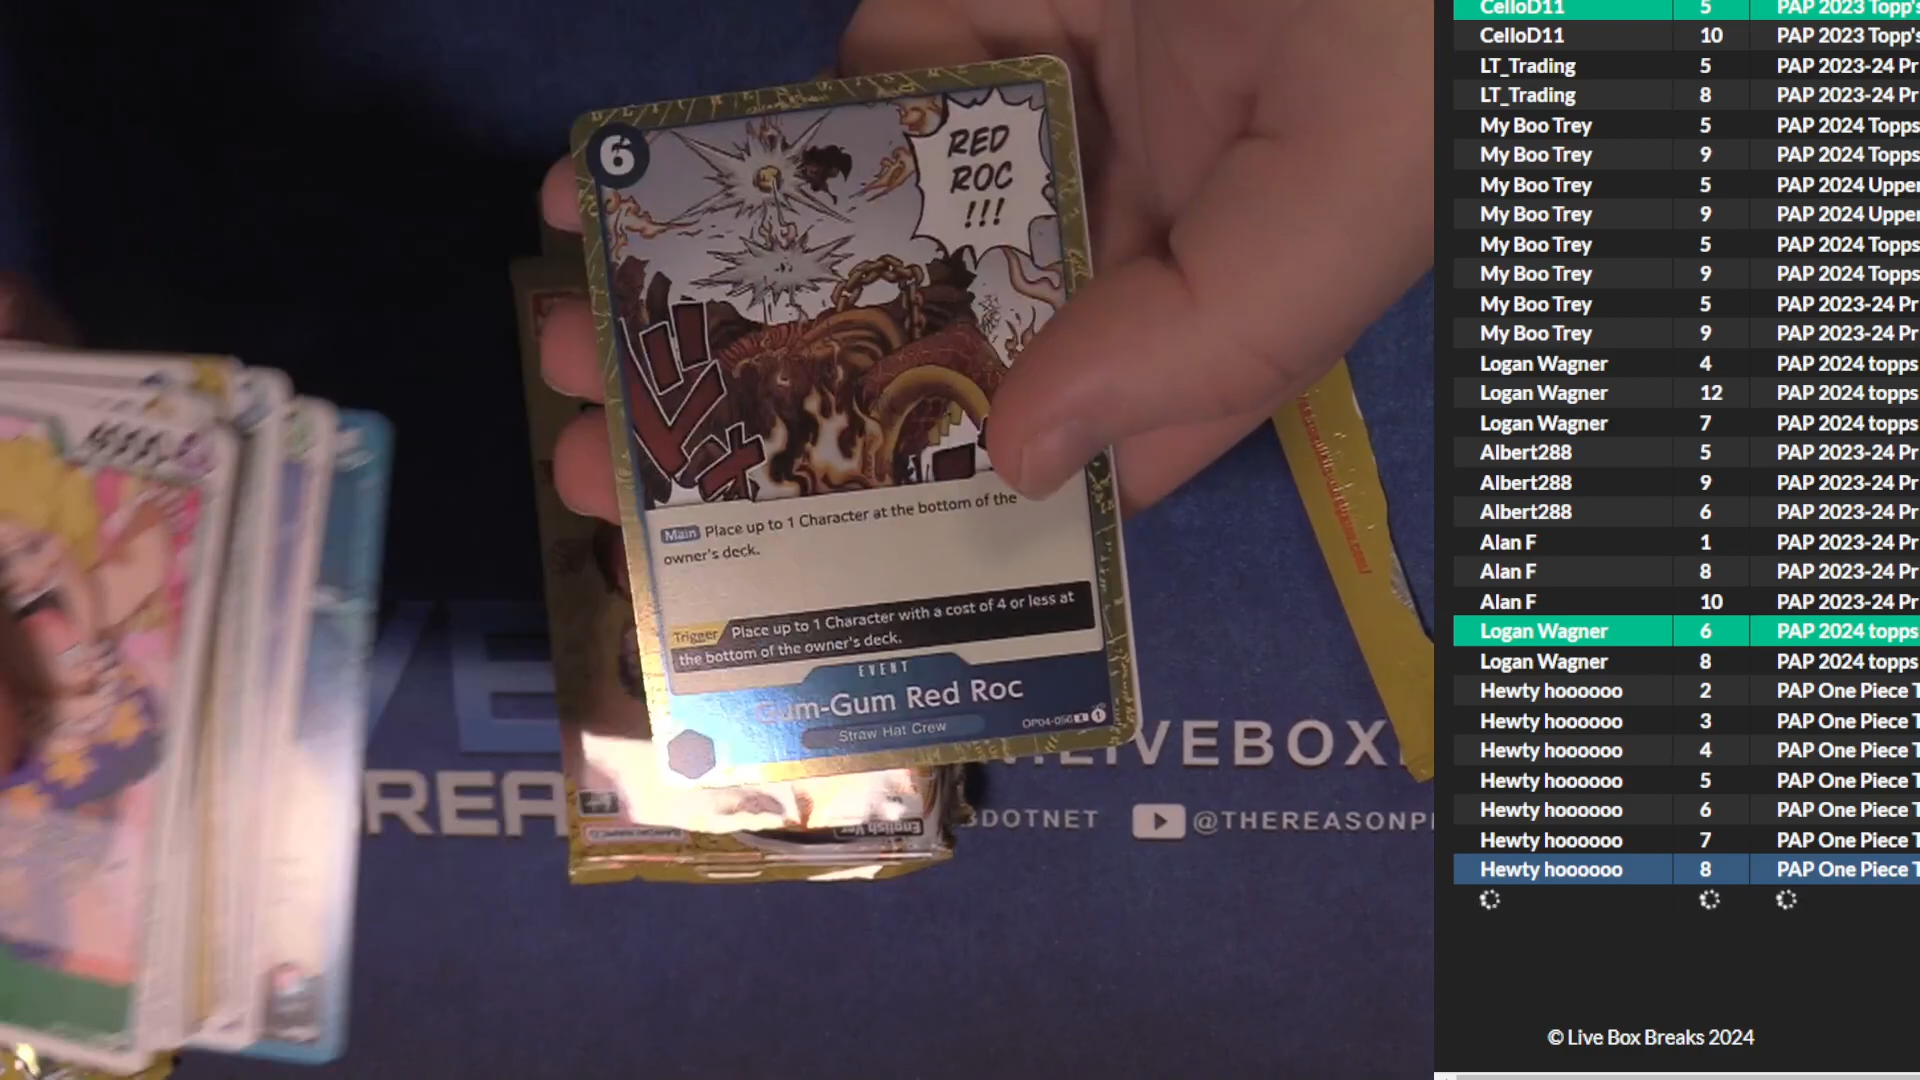 6
RED
ROC
!!!
Main Place up to 1 Character at the bottom of the
owner's deck.
Trigger Place up to 1 Character with a cost of 4 or less at
the bottom of the owner's deck.
EVENT
Gum-Gum Red Roc
Straw Hat Crew
OP04-056 R
LIVEBOX
REA
BDOTNET
@THEREASONP
English Ver.
CelloD11 5 PAP 2023 Topp's
CelloD11 10 PAP 2023 Topp's
LT_Trading 5 PAP 2023-24 Pr
LT_Trading 8 PAP 2023-24 Pr
My Boo Trey 5 PAP 2024 Topps
My Boo Trey 9 PAP 2024 Topps
My Boo Trey 5 PAP 2024 Upper
My Boo Trey 9 PAP 2024 Upper
My Boo Trey 5 PAP 2024 Topps
My Boo Trey 9 PAP 2024 Topps
My Boo Trey 5 PAP 2023-24 Pr
My Boo Trey 9 PAP 2023-24 Pr
Logan Wagner 4 PAP 2024 topps
Logan Wagner 12 PAP 2024 topps
Logan Wagner 7 PAP 2024 topps
Albert288 5 PAP 2023-24 Pr
Albert288 9 PAP 2023-24 Pr
Albert288 6 PAP 2023-24 Pr
Alan F 1 PAP 2023-24 Pr
Alan F 8 PAP 2023-24 Pr
Alan F 10 PAP 2023-24 Pr
Logan Wagner 6 PAP 2024 topps
Logan Wagner 8 PAP 2024 topps
Hewty hoooooo 2 PAP One Piece T
Hewty hoooooo 3 PAP One Piece T
Hewty hoooooo 4 PAP One Piece T
Hewty hoooooo 5 PAP One Piece T
Hewty hoooooo 6 PAP One Piece T
Hewty hoooooo 7 PAP One Piece T
Hewty hoooooo 8 PAP One Piece T
© Live Box Breaks 2024